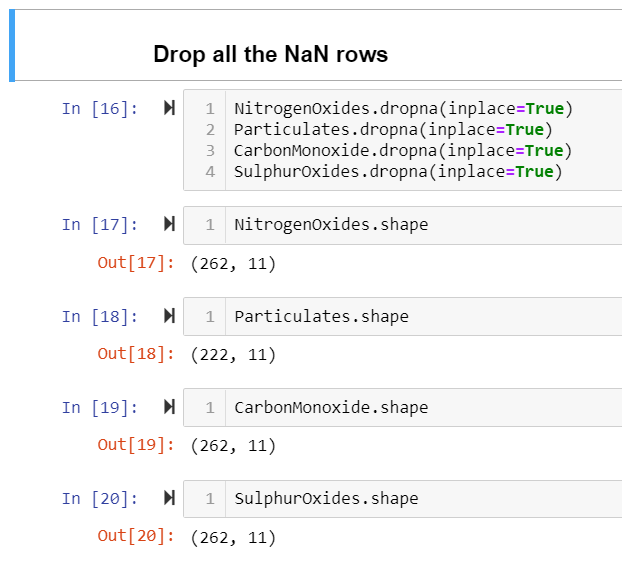 Drop all the NaN rows
In [16]:
1 NitrogenOxides.dropna(inplace=True)
2 Particulates.dropna(inplace=True)
3 CarbonMonoxide.dropna(inplace=True)
4 SulphurOxides.dropna(inplace=True)
In [17]: 1 NitrogenOxides.shape
Out[17]: (262, 11)
In [18]: 1 Particulates.shape
Out[18]: (222, 11)
In [19]: 1 CarbonMonoxide.shape
Out[19]: (262, 11)
In [20]: 1 SulphurOxides.shape
Out[20]: (262, 11)